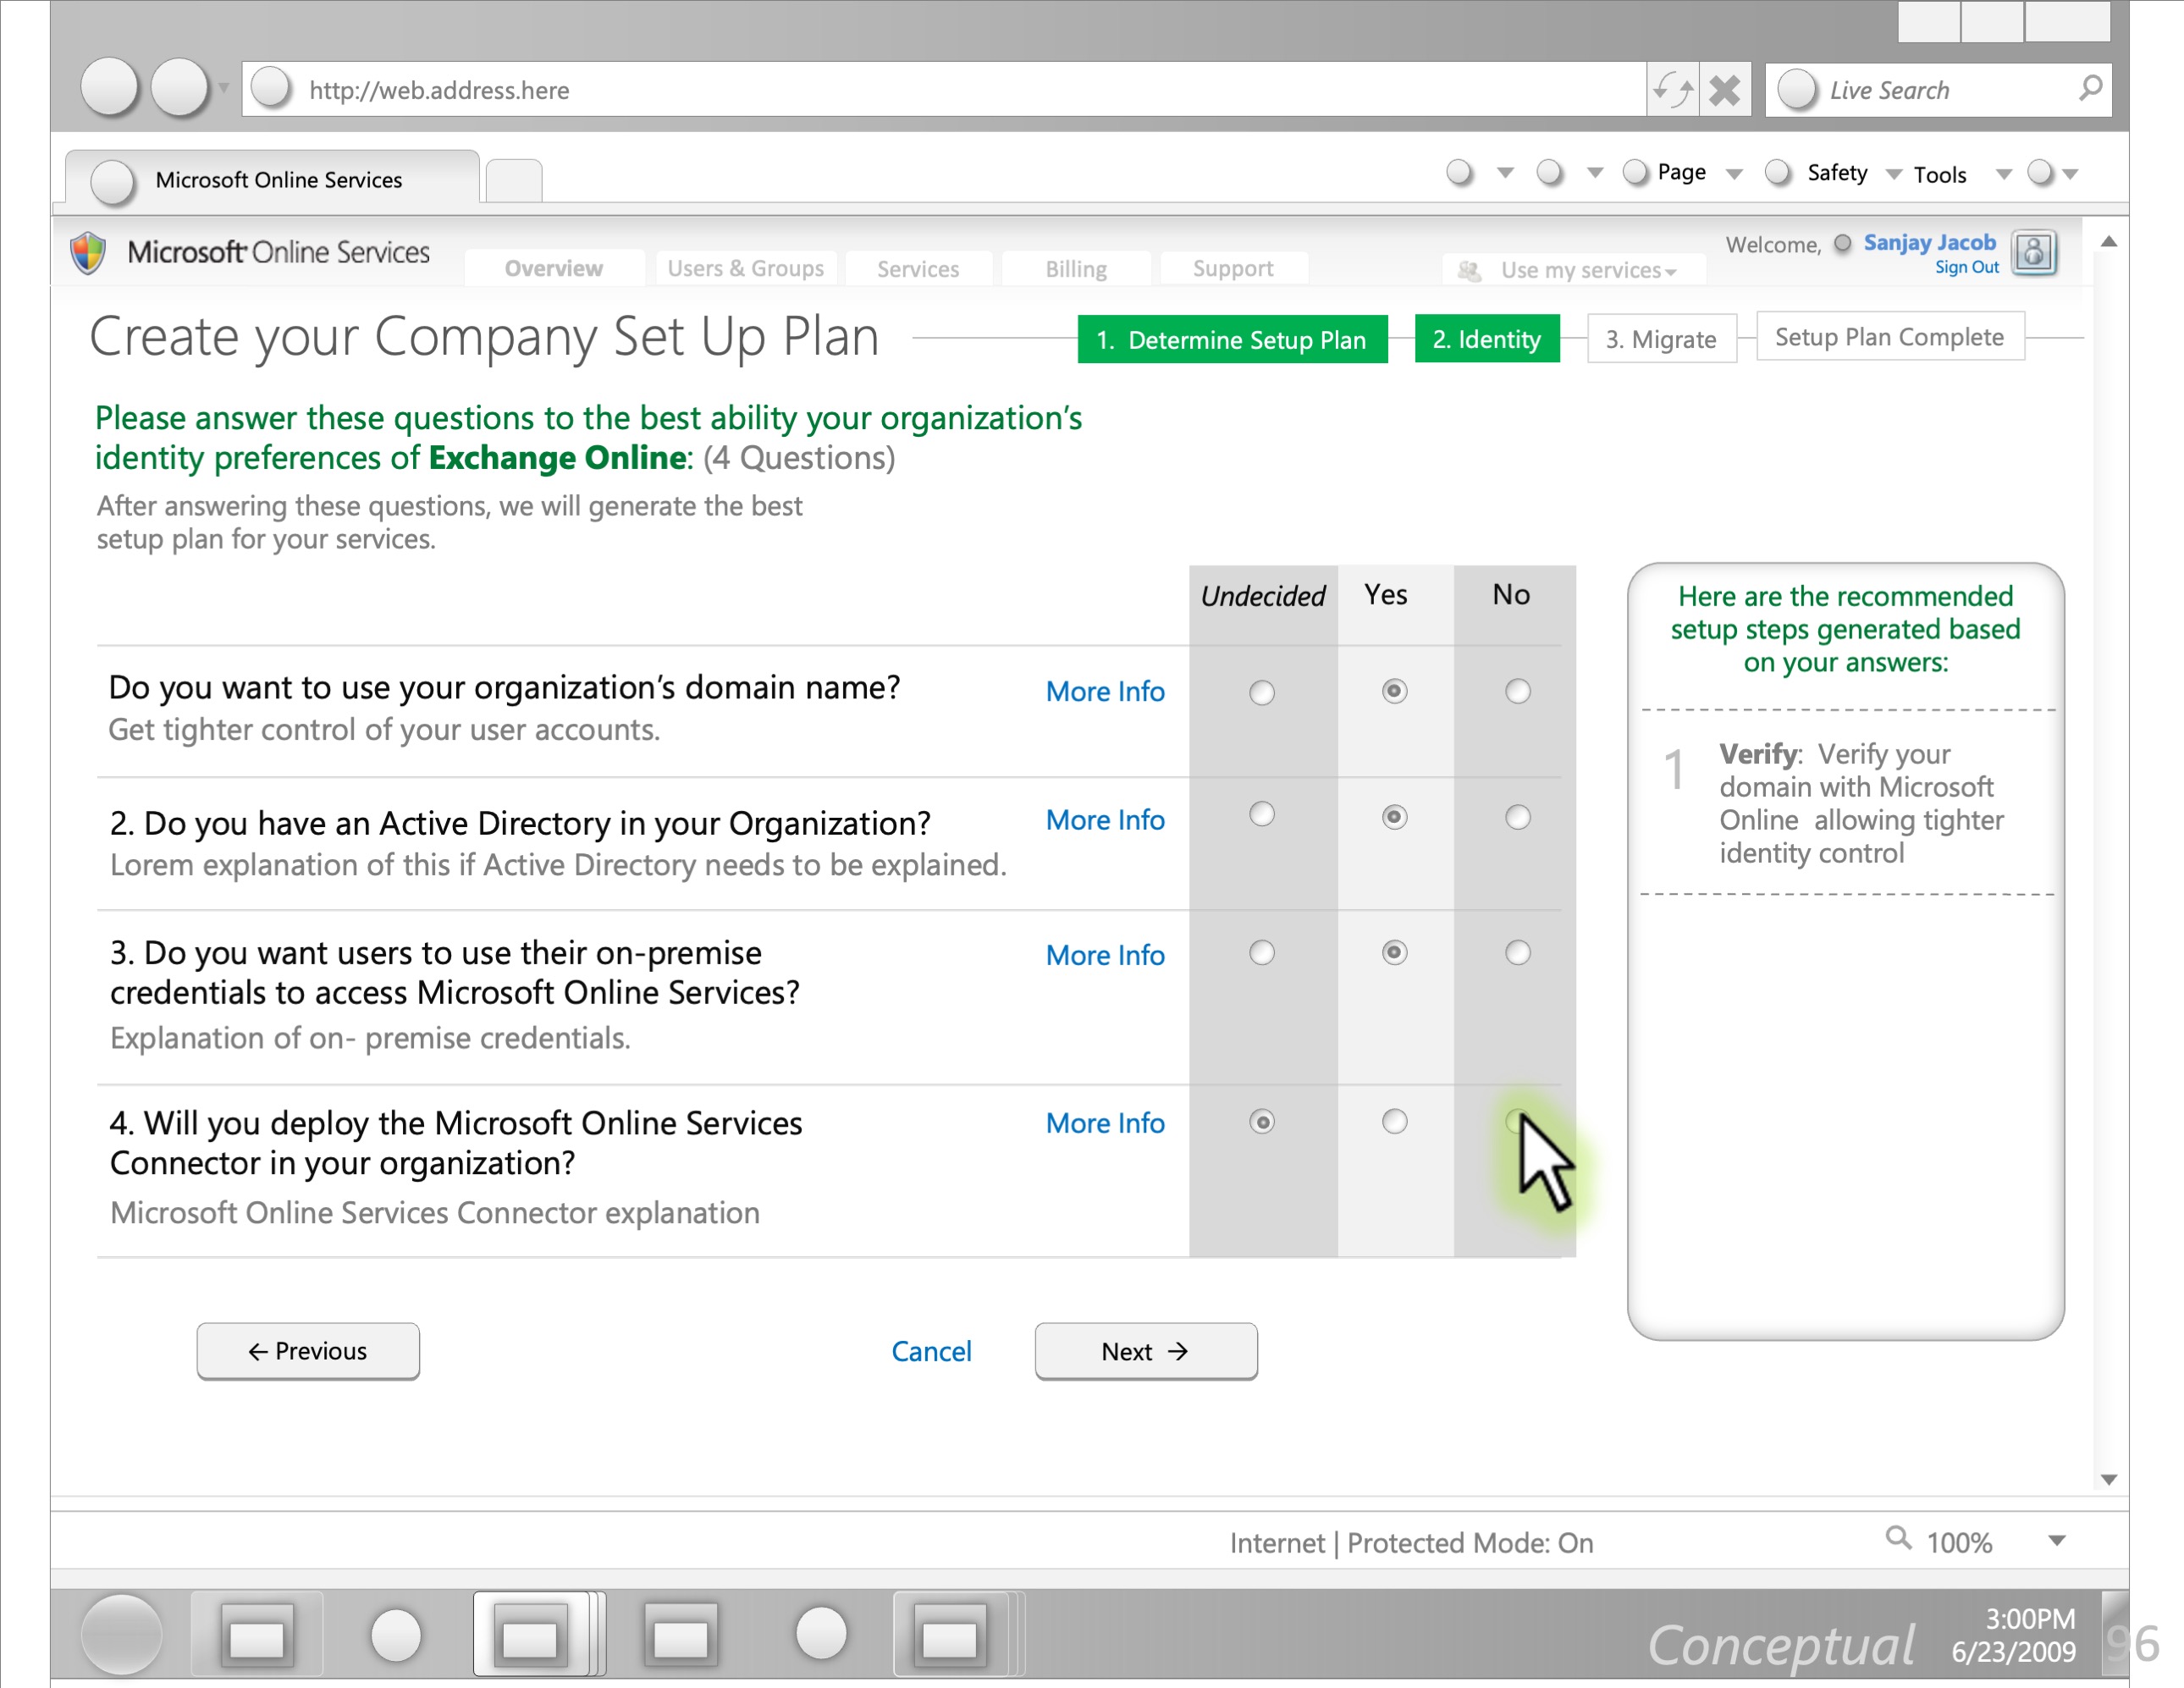 http://web.address.here
Live Search
Microsoft Online Services
Page
Safety
Tools
Microsoft Online Services
Overview
Users & Groups
Services
Billing
Support
Use my services
Welcome, Sanjay Jacob
Sign Out
Create your Company Set Up Plan
1. Determine Setup Plan
2. Identity
3. Migrate
Setup Plan Complete
Please answer these questions to the best ability your organization's
identity preferences of Exchange Online: (4 Questions)
After answering these questions, we will generate the best
setup plan for your services.
Undecided Yes No
Do you want to use your organization's domain name? More Info
Get tighter control of your user accounts.
2. Do you have an Active Directory in your Organization? More Info
Lorem explanation of this if Active Directory needs to be explained.
3. Do you want users to use their on-premise More Info
credentials to access Microsoft Online Services?
Explanation of on- premise credentials.
4. Will you deploy the Microsoft Online Services More Info
Connector in your organization?
Microsoft Online Services Connector explanation
Here are the recommended
setup steps generated based
on your answers:
1 Verify: Verify your
domain with Microsoft
Online allowing tighter
identity control
← Previous
Cancel
Next →
Internet | Protected Mode: On
100%
Conceptual
3:00PM
6/23/2009
96